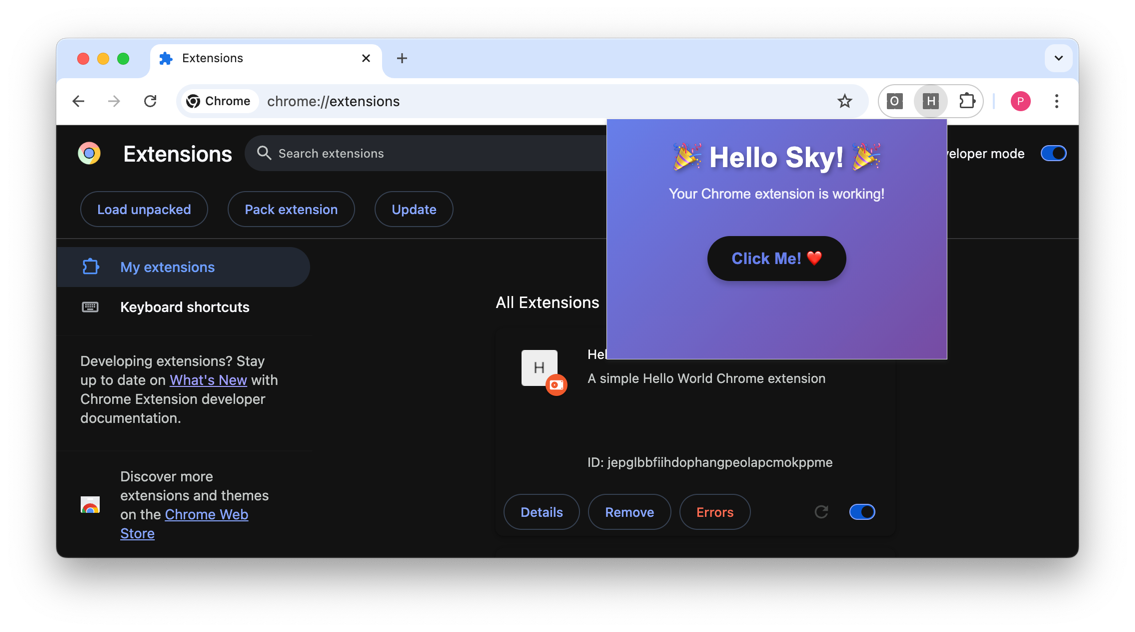 Extensions
Chrome
chrome://extensions
O
H
P
Extensions
Search extensions
veloper mode
🎉 Hello Sky! 🎉
Your Chrome extension is working!
Click Me! ❤️
Load unpacked
Pack extension
Update
My extensions
Keyboard shortcuts
Developing extensions? Stay
up to date on What's New with
Chrome Extension developer
documentation.
Discover more
extensions and themes
on the Chrome Web
Store
All Extensions
H
Hel
A simple Hello World Chrome extension
ID: jepglbbfiihdophangpeolapcmokppme
Details
Remove
Errors